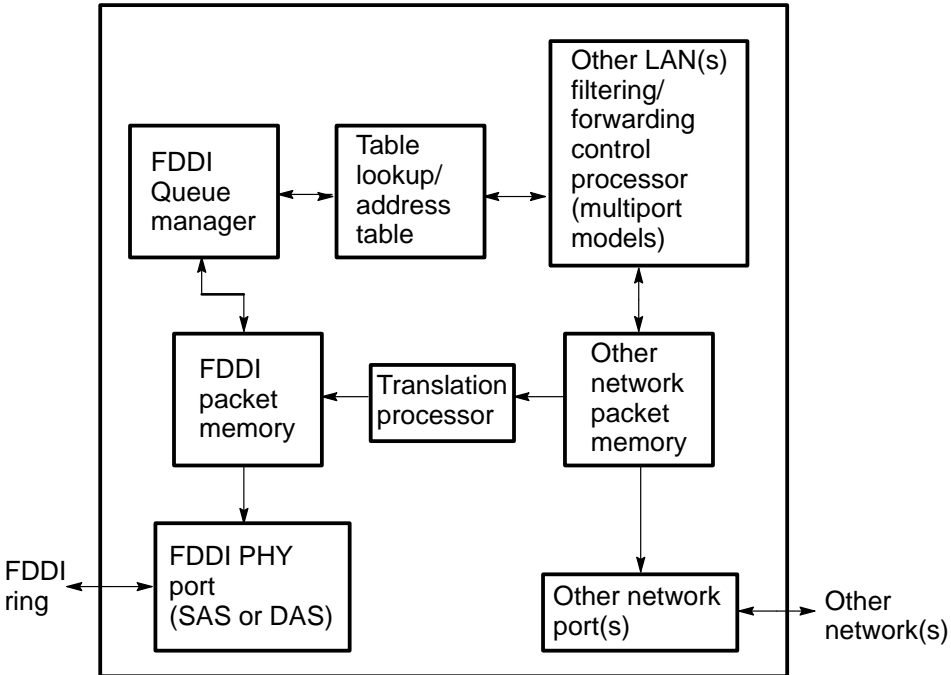 Other LAN(s)
filtering/
forwarding
control
processor
(multiport
models)
FDDI
Queue
manager
Table
lookup/
address
table
FDDI
packet
memory
Translation
processor
Other
network
packet
memory
FDDI
ring
FDDI PHY
port
(SAS or DAS)
Other network
port(s)
Other
network(s)